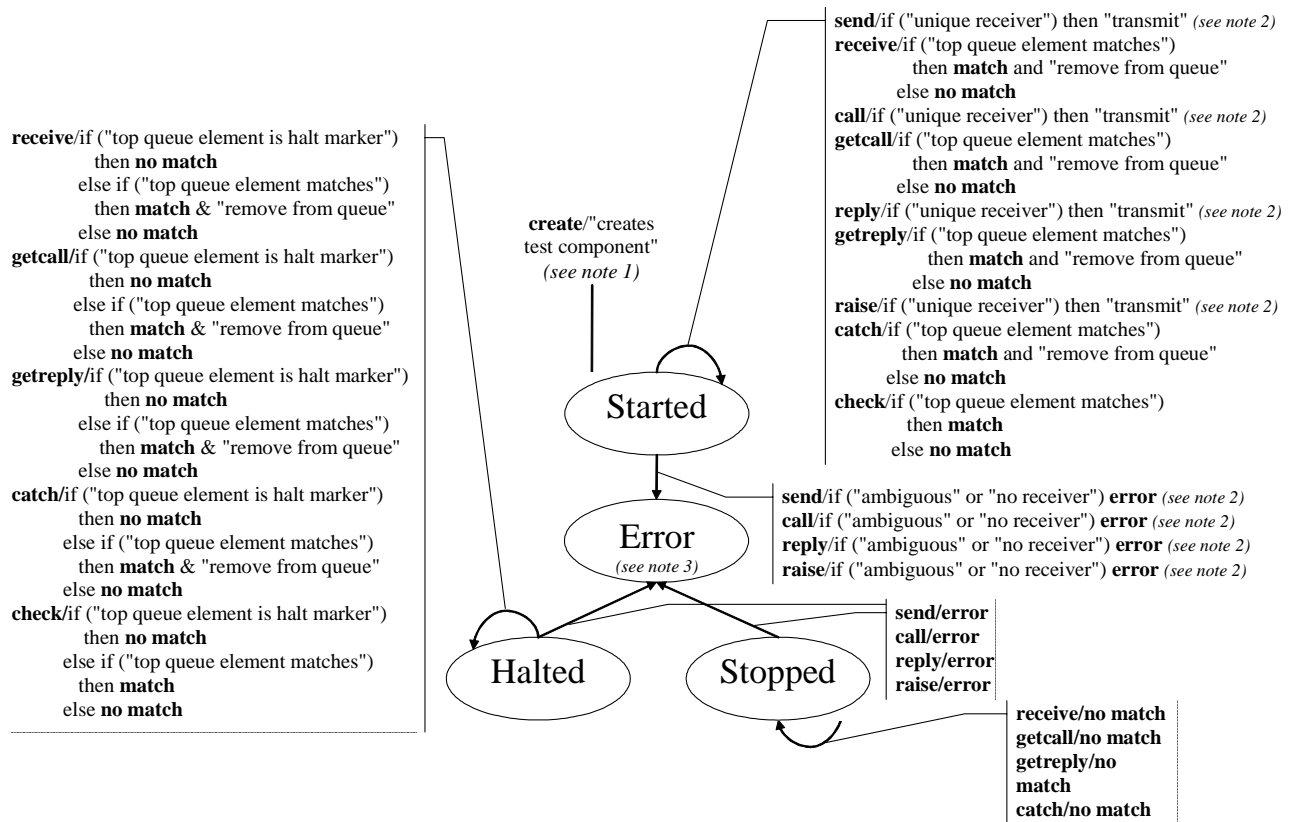 send/if ("unique receiver") then "transmit" (see note 2)
receive/if ("top queue element matches")
then match and "remove from queue"
else no match
call/if ("unique receiver") then "transmit" (see note 2)
getcall/if ("top queue element matches")
then match and "remove from queue"
else no match
reply/if ("unique receiver") then "transmit" (see note 2)
getreply/if ("top queue element matches")
then match and "remove from queue"
else no match
raise/if ("unique receiver") then "transmit" (see note 2)
catch/if ("top queue element matches")
then match and "remove from queue"
else no match
check/if ("top queue element matches")
then match
else no match
receive/if ("top queue element is halt marker")
then no match
else if ("top queue element matches")
then match & "remove from queue"
else no match
getcall/if ("top queue element is halt marker")
then no match
else if ("top queue element matches")
then match & "remove from queue"
else no match
getreply/if ("top queue element is halt marker")
then no match
else if ("top queue element matches")
then match & "remove from queue"
else no match
catch/if ("top queue element is halt marker")
then no match
else if ("top queue element matches")
then match & "remove from queue"
else no match
check/if ("top queue element is halt marker")
then no match
else if ("top queue element matches")
then match
else no match
create/"creates
test component"
(see note 1)
Started
send/if ("ambiguous" or "no receiver") error (see note 2)
call/if ("ambiguous" or "no receiver") error (see note 2)
reply/if ("ambiguous" or "no receiver") error (see note 2)
raise/if ("ambiguous" or "no receiver") error (see note 2)
Error
(see note 3)
send/error
call/error
reply/error
raise/error
Halted
Stopped
receive/no match
getcall/no match
getreply/no
match
catch/no match